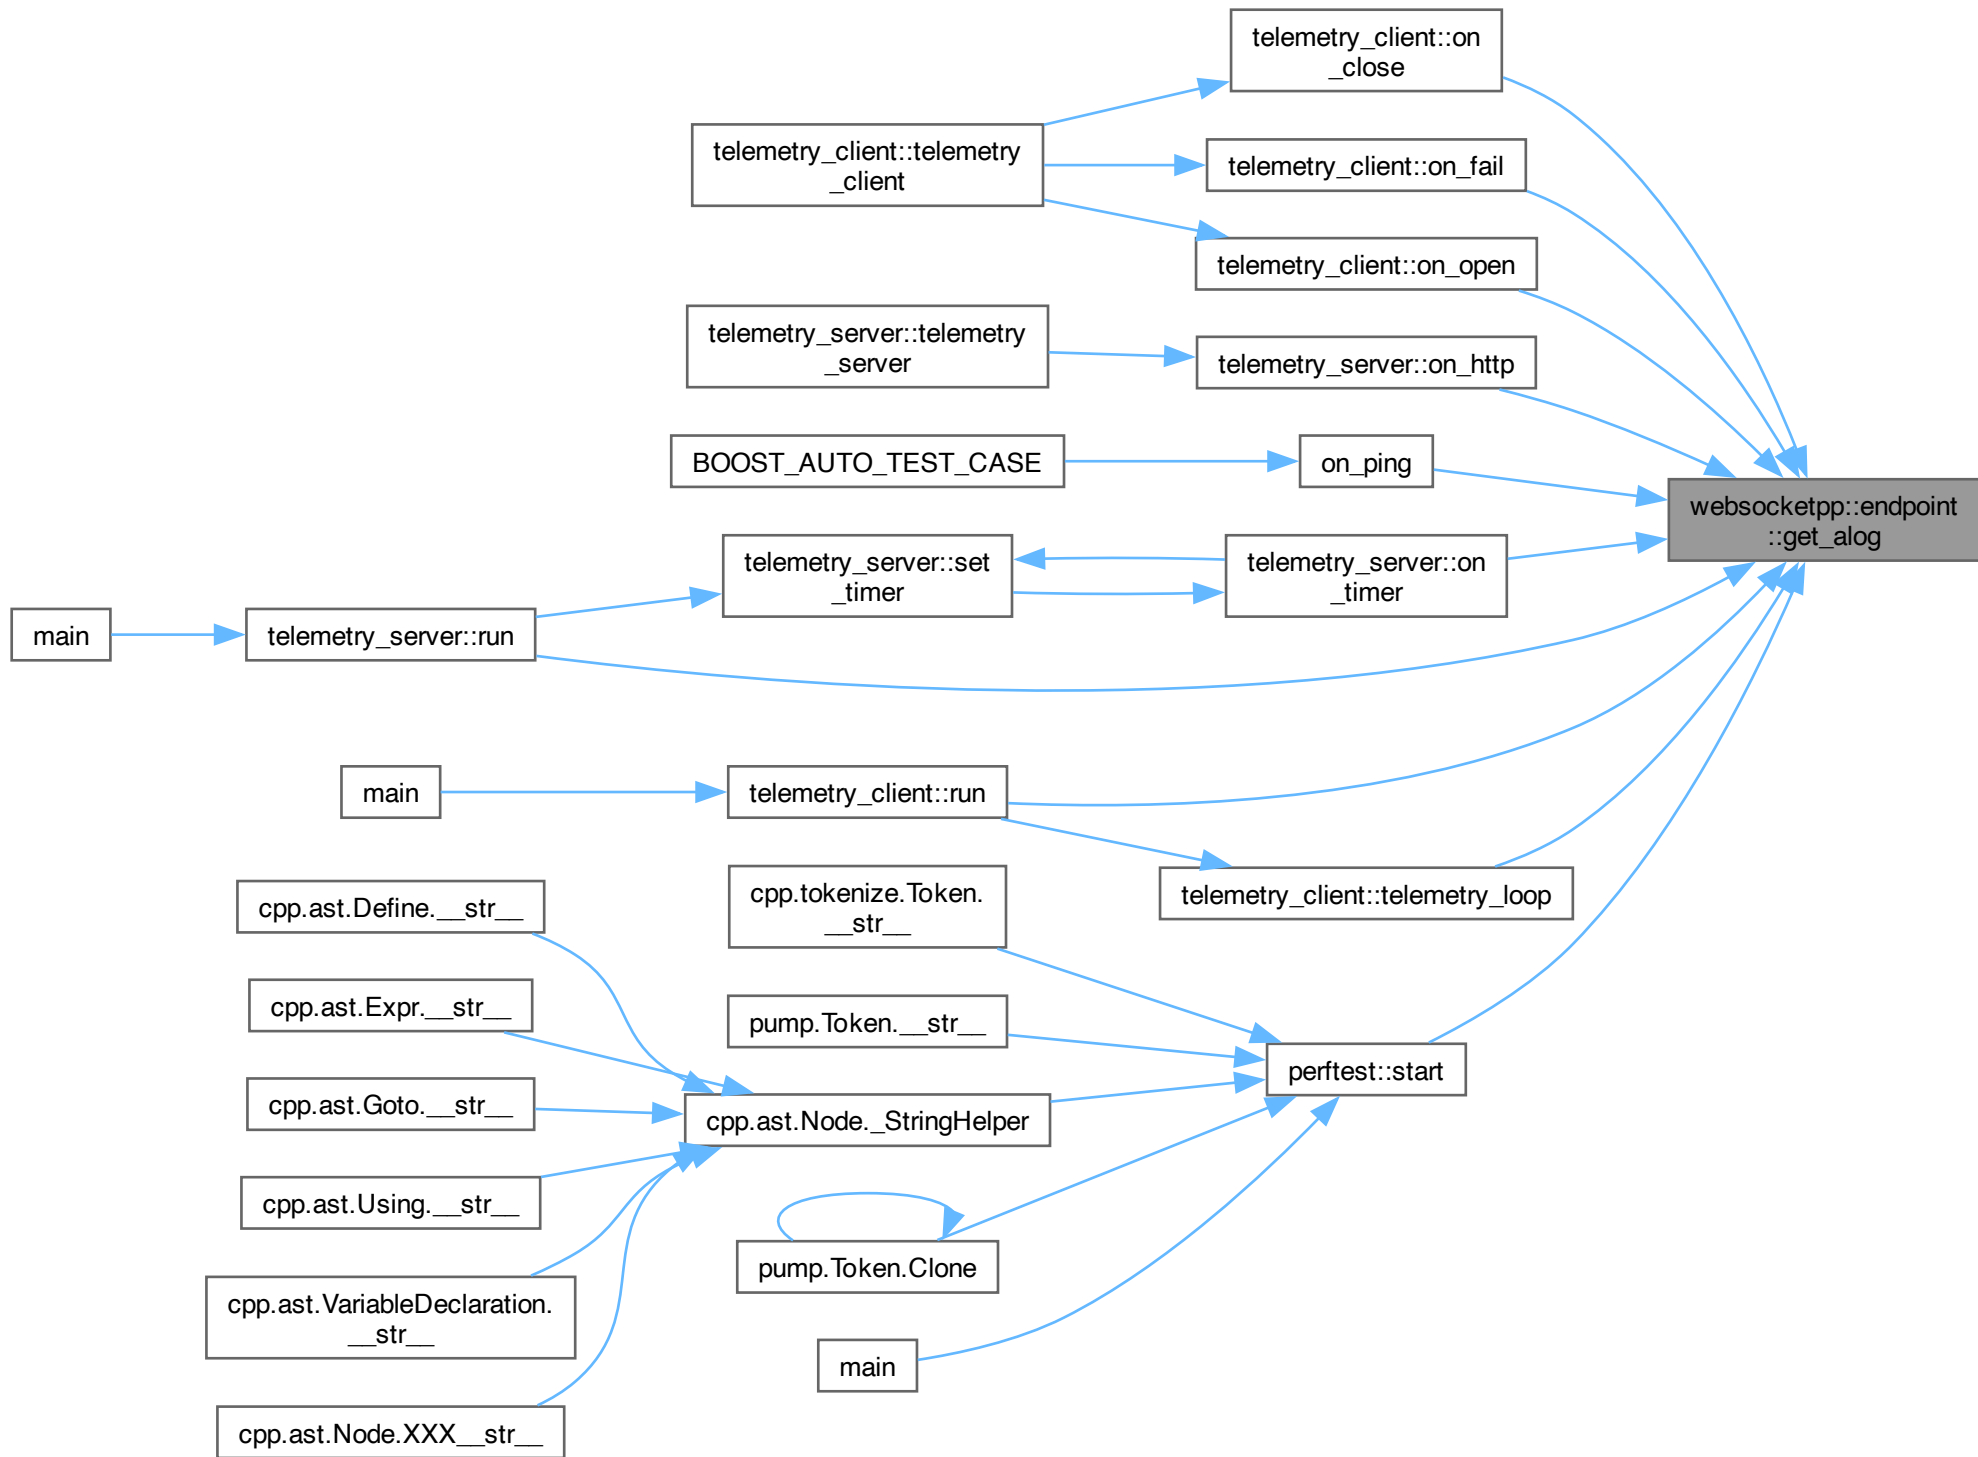 telemetry_client::on
_close
telemetry_client::telemetry
_client
telemetry_client::on_fail
telemetry_client::on_open
telemetry_server::telemetry
_server
telemetry_server::on_http
BOOST_AUTO_TEST_CASE
on_ping
websocketpp::endpoint
::get_alog
telemetry_server::set
_timer
telemetry_server::on
_timer
main
telemetry_server::run
main
telemetry_client::run
telemetry_client::telemetry_loop
cpp.ast.Define.__str__
cpp.tokenize.Token.
__str__
cpp.ast.Expr.__str__
pump.Token.__str__
perftest::start
cpp.ast.Goto.__str__
cpp.ast.Node._StringHelper
cpp.ast.Using.__str__
pump.Token.Clone
cpp.ast.VariableDeclaration.
__str__
main
cpp.ast.Node.XXX__str__